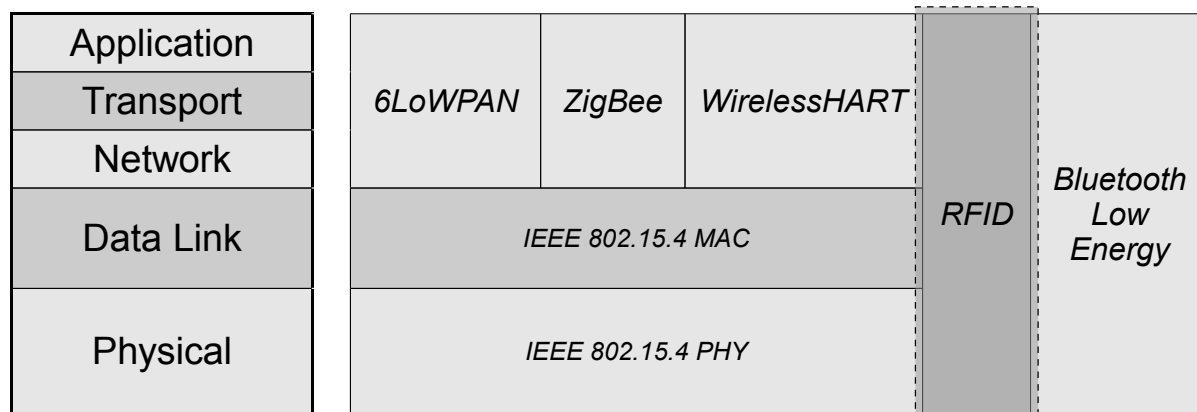 Application
Transport
Network
Data Link
Physical
6LoWPAN
ZigBee
WirelessHART
IEEE 802.15.4 MAC
IEEE 802.15.4 PHY
RFID
Bluetooth
Low
Energy